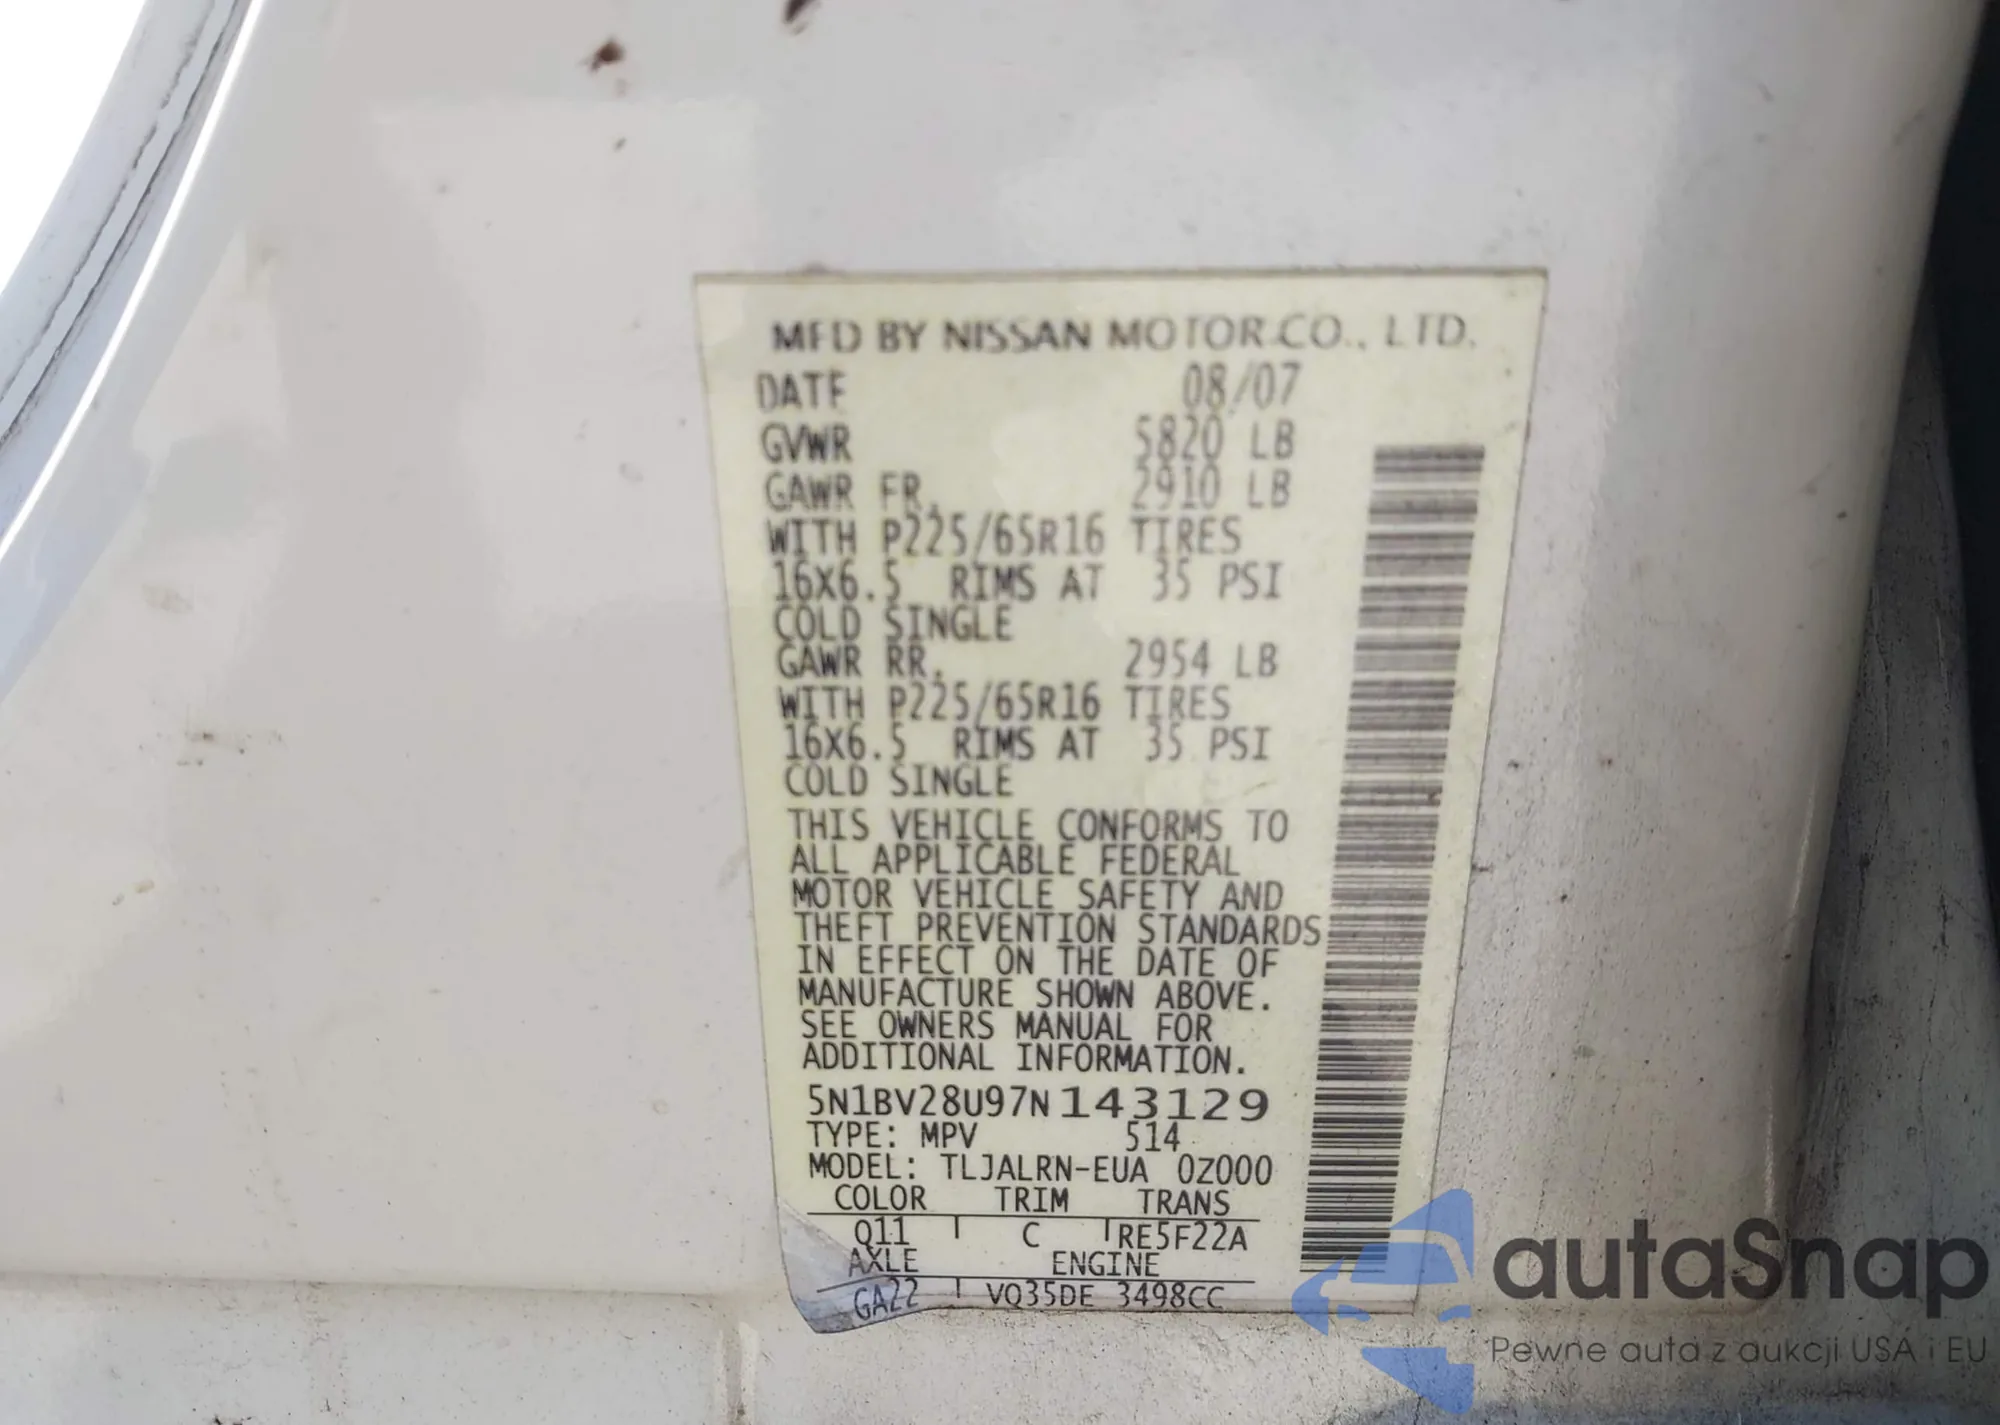 MFD BY NISSAN MOTOR CO., LTD.
DATE 08/07
GVWR 5820 LB
GAWR FR. 2910 LB
WITH P225/65R16 TIRES
16X6.5 RIMS AT 35 PSI
COLD SINGLE
GAWR RR. 2954 LB
WITH P225/65R16 TIRES
16X6.5 RIMS AT 35 PSI
COLD SINGLE
THIS VEHICLE CONFORMS TO
ALL APPLICABLE FEDERAL
MOTOR VEHICLE SAFETY AND
THEFT PREVENTION STANDARDS
IN EFFECT ON THE DATE OF
MANUFACTURE SHOWN ABOVE.
SEE OWNERS MANUAL FOR
ADDITIONAL INFORMATION.
5N1BV28U97N143129
TYPE: MPV 514
MODEL: TLJALRN-EUA 0Z000
COLOR TRIM TRANS
Q11 C RE5F22A
AXLE ENGINE
GA22 VQ35DE 3498CC
autaSnap
Pewne auta z aukcji USA i EU